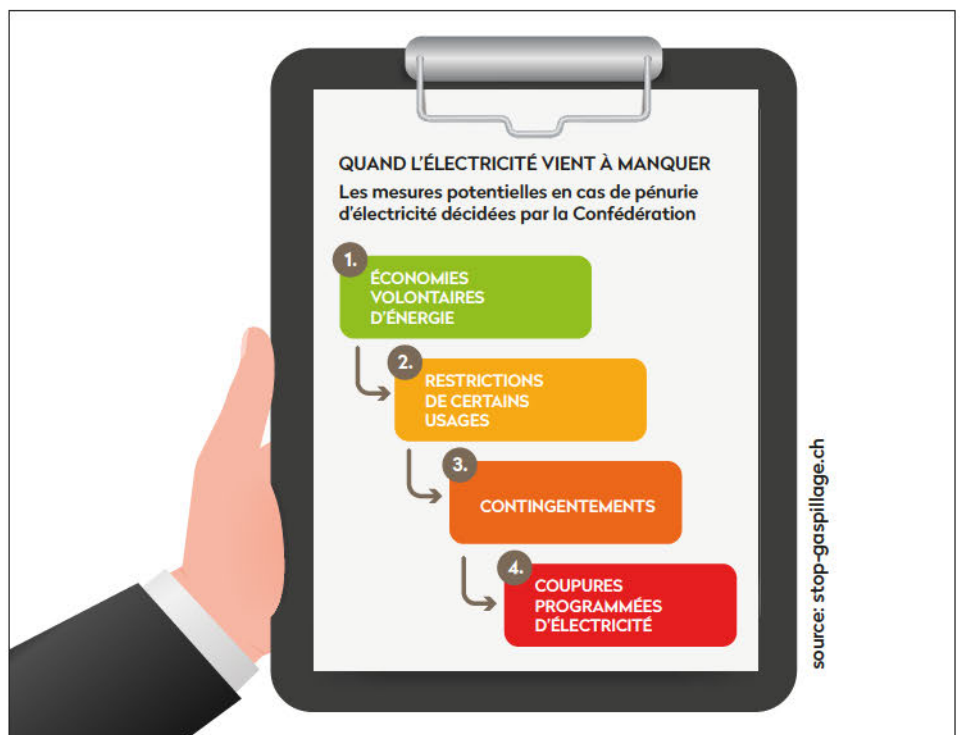 QUAND L'ÉLECTRICITÉ VIENT À MANQUER
Les mesures potentielles en cas de pénurie
d'électricité décidées par la Confédération
1.
ÉCONOMIES
VOLONTAIRES
D'ÉNERGIE
2.
RESTRICTIONS
DE CERTAINS
USAGES
3.
CONTINGENTEMENTS
4.
COUPURES
PROGRAMMÉES
D'ÉLECTRICITÉ
source: stop-gaspillage.ch